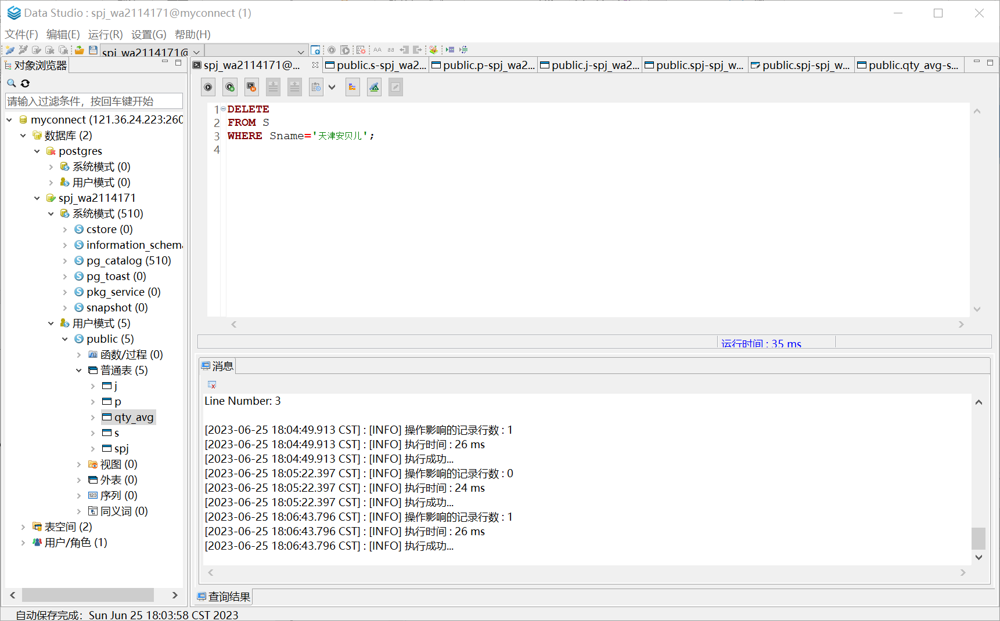 Data Studio : spj_wa2114171@myconnect (1)
文件(F) 编辑(E) 运行(R) 设置(G) 帮助(H)
spj_wa2114171@
对象浏览器
spj_wa2114171@... public.s-spj_wa2... public.p-spj_wa2... public.j-spj_wa2... public.spj-spj_w... public.spj-spj_w... public.qty_avg-s...
请输入过滤条件，按回车键开始
myconnect (121.36.24.223:260
数据库 (2)
postgres
系统模式 (0)
用户模式 (0)
spj_wa2114171
系统模式 (510)
cstore (0)
information_schema
pg_catalog (510)
pg_toast (0)
pkg_service (0)
snapshot (0)
用户模式 (5)
public (5)
函数/过程 (0)
普通表 (5)
j
p
qty_avg
s
spj
视图 (0)
外表 (0)
序列 (0)
同义词 (0)
表空间 (2)
用户/角色 (1)
1 DELETE
2 FROM S
3 WHERE Sname='天津安贝儿';
4
运行时间 : 35 ms
消息
Line Number: 3
[2023-06-25 18:04:49.913 CST] : [INFO] 操作影响的记录行数 : 1
[2023-06-25 18:04:49.913 CST] : [INFO] 执行时间 : 26 ms
[2023-06-25 18:04:49.913 CST] : [INFO] 执行成功...
[2023-06-25 18:05:22.397 CST] : [INFO] 操作影响的记录行数 : 0
[2023-06-25 18:05:22.397 CST] : [INFO] 执行时间 : 24 ms
[2023-06-25 18:05:22.397 CST] : [INFO] 执行成功...
[2023-06-25 18:06:43.796 CST] : [INFO] 操作影响的记录行数 : 1
[2023-06-25 18:06:43.796 CST] : [INFO] 执行时间 : 26 ms
[2023-06-25 18:06:43.796 CST] : [INFO] 执行成功...
查询结果
自动保存完成：Sun Jun 25 18:03:58 CST 2023